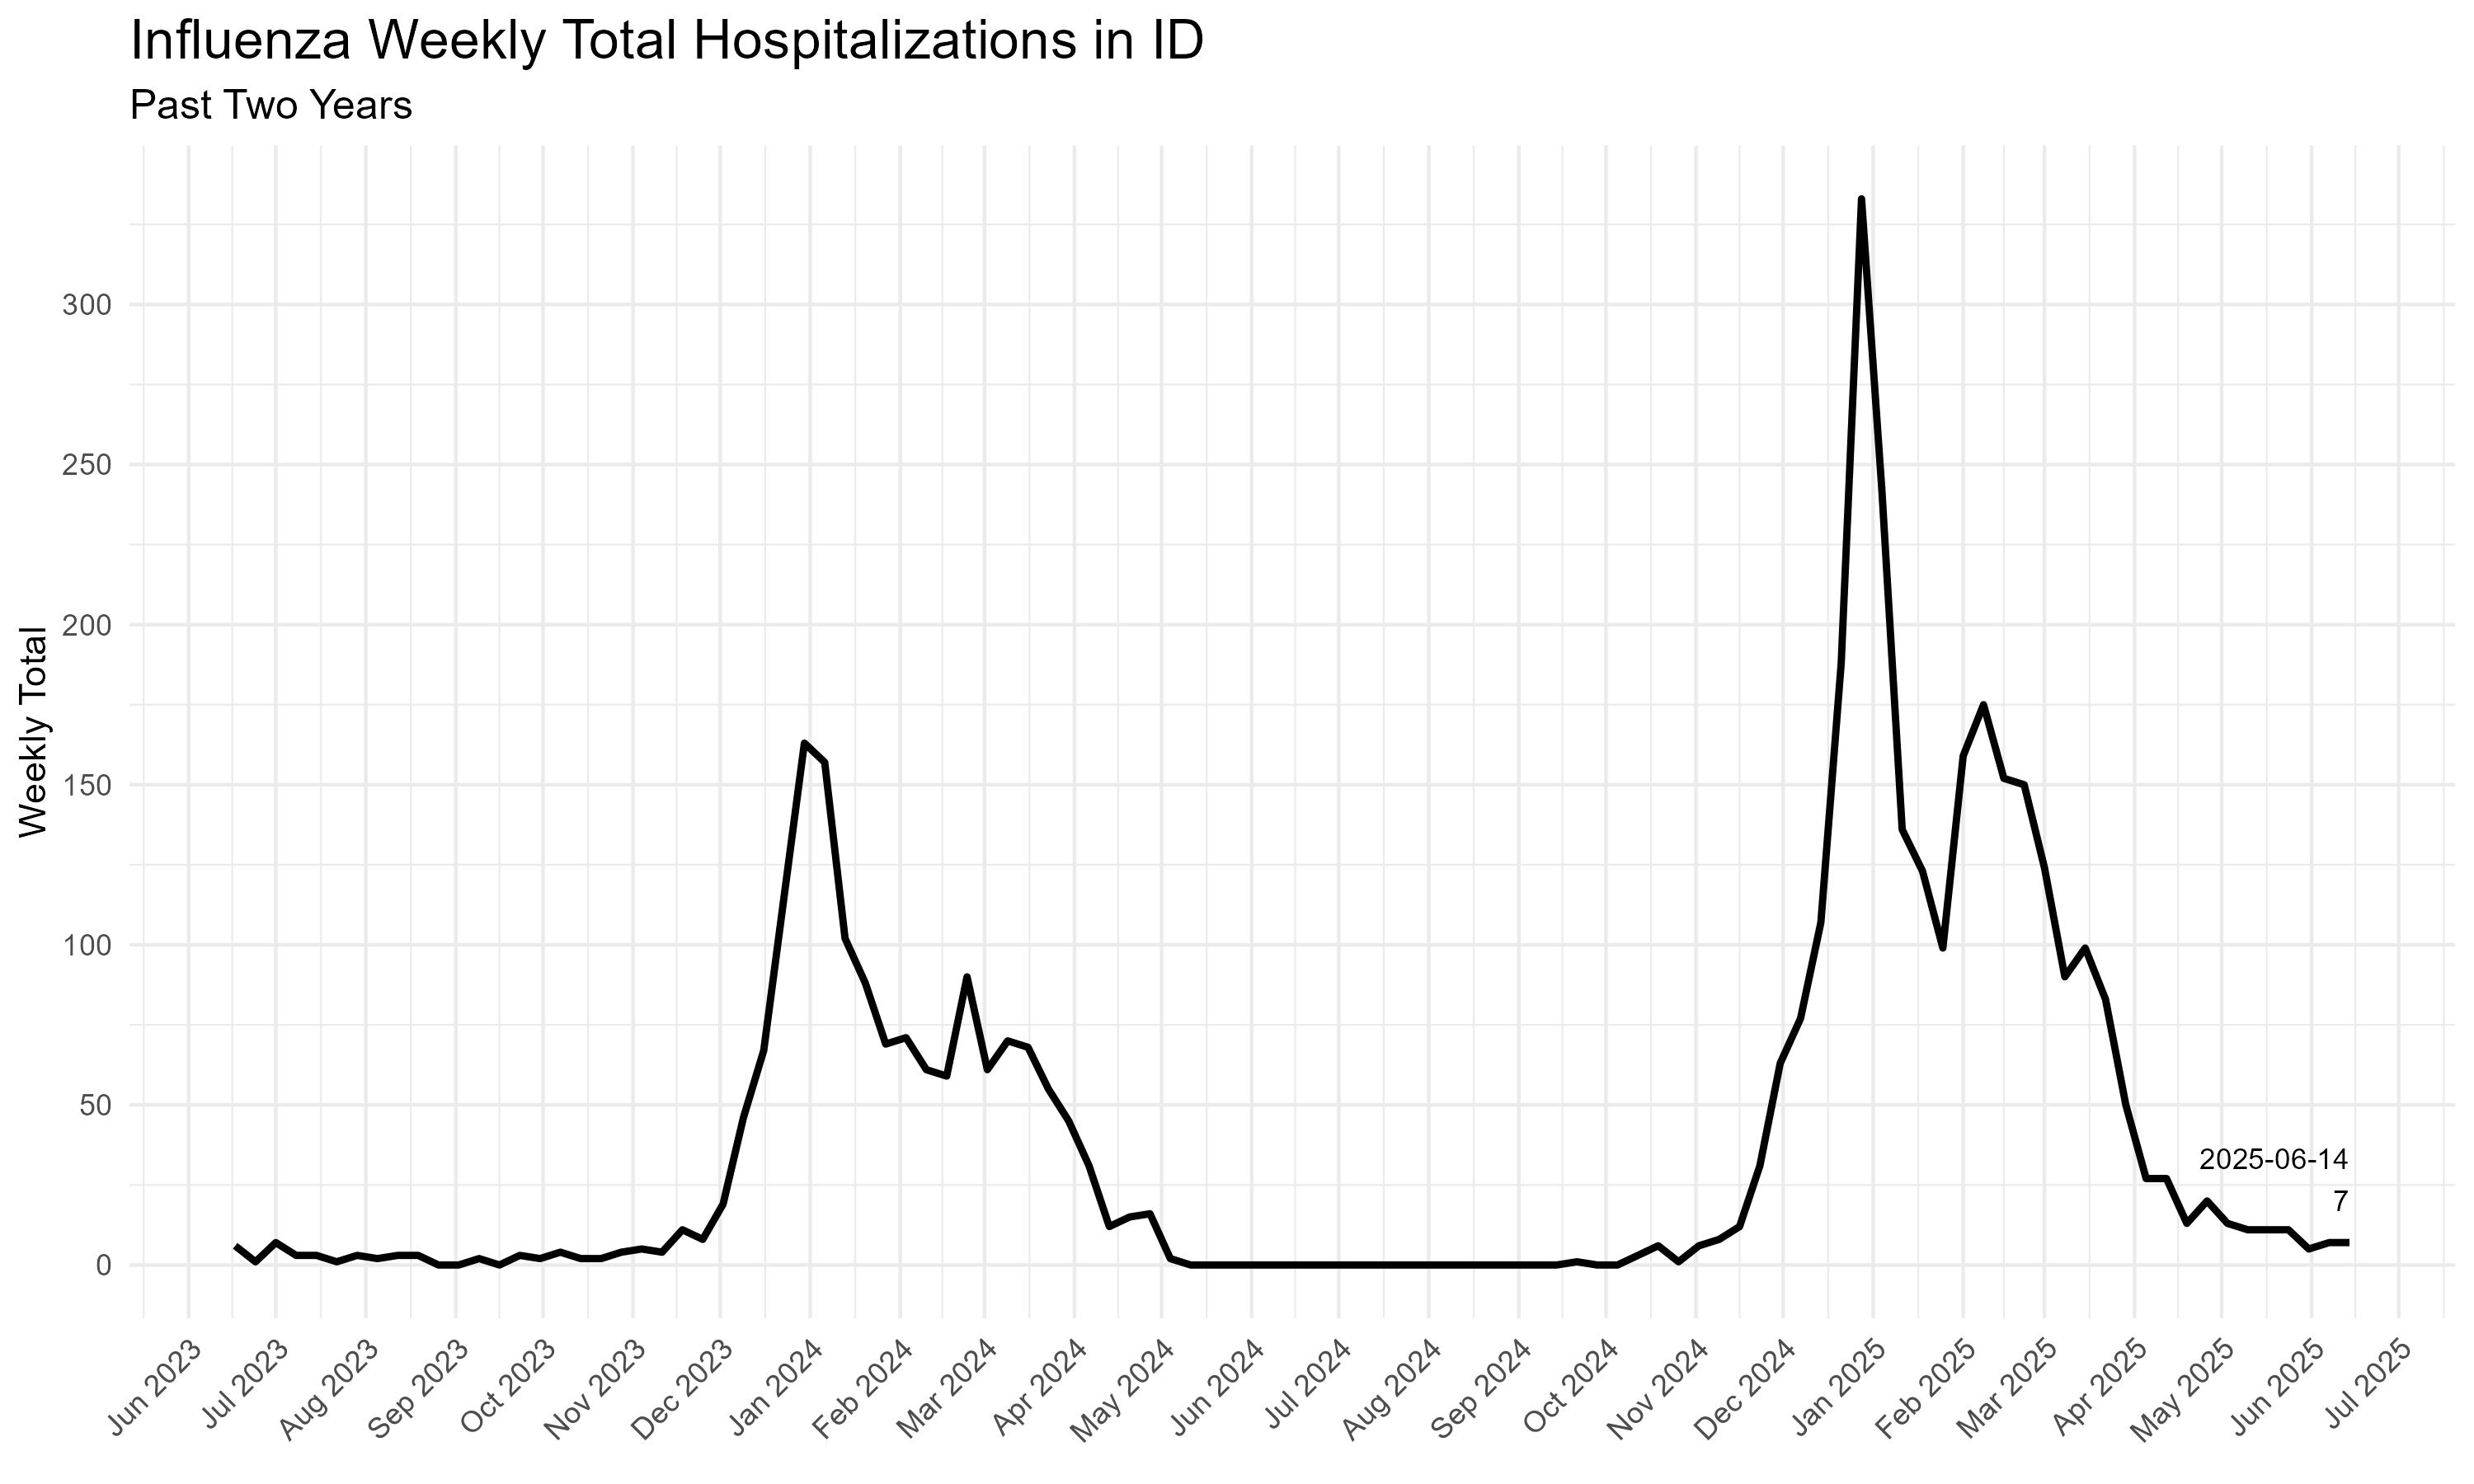 Influenza Weekly Total Hospitalizations in ID
Past Two Years
Weekly Total
300
250
200
150
100
50
0
2025-06-14
7
Jun 2023
Jul 2023
Aug 2023
Sep 2023
Oct 2023
Nov 2023
Dec 2023
Jan 2024
Feb 2024
Mar 2024
Apr 2024
May 2024
Jun 2024
Jul 2024
Aug 2024
Sep 2024
Oct 2024
Nov 2024
Dec 2024
Jan 2025
Feb 2025
Mar 2025
Apr 2025
May 2025
Jun 2025
Jul 2025